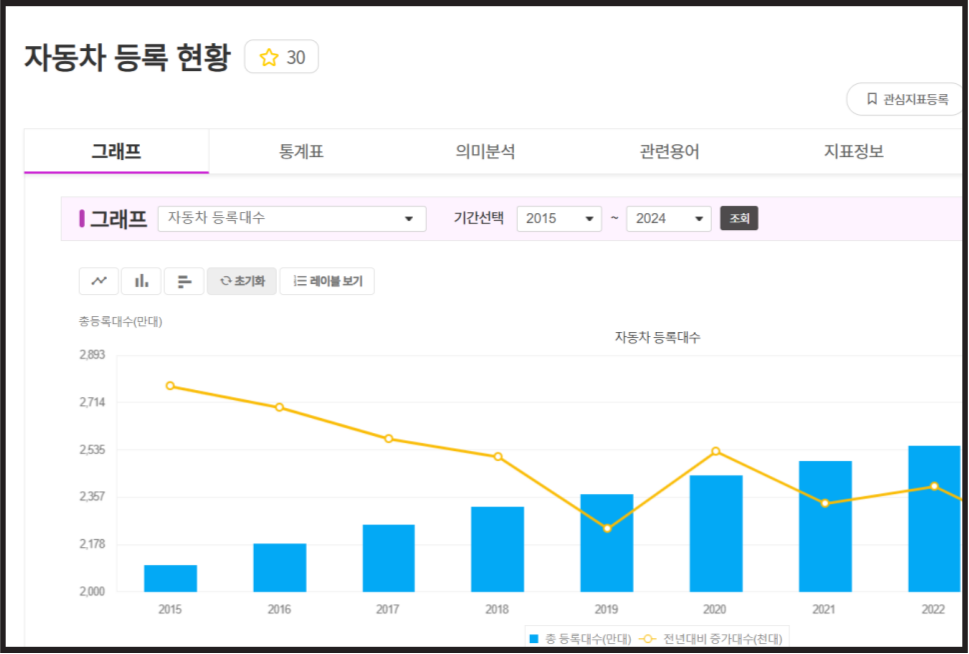 자동차 등록 현황 30
관심지표등록
그래프 통계표 의미분석 관련용어 지표정보
그래프 자동차 등록대수 기간선택 2015 ~ 2024 조회
초기화 레이블 보기
총등록대수(만대)
자동차 등록대수
2,893
2,714
2,535
2,357
2,178
2,000
2015 2016 2017 2018 2019 2020 2021 2022
총 등록대수(만대) 전년대비 증가대수(천대)